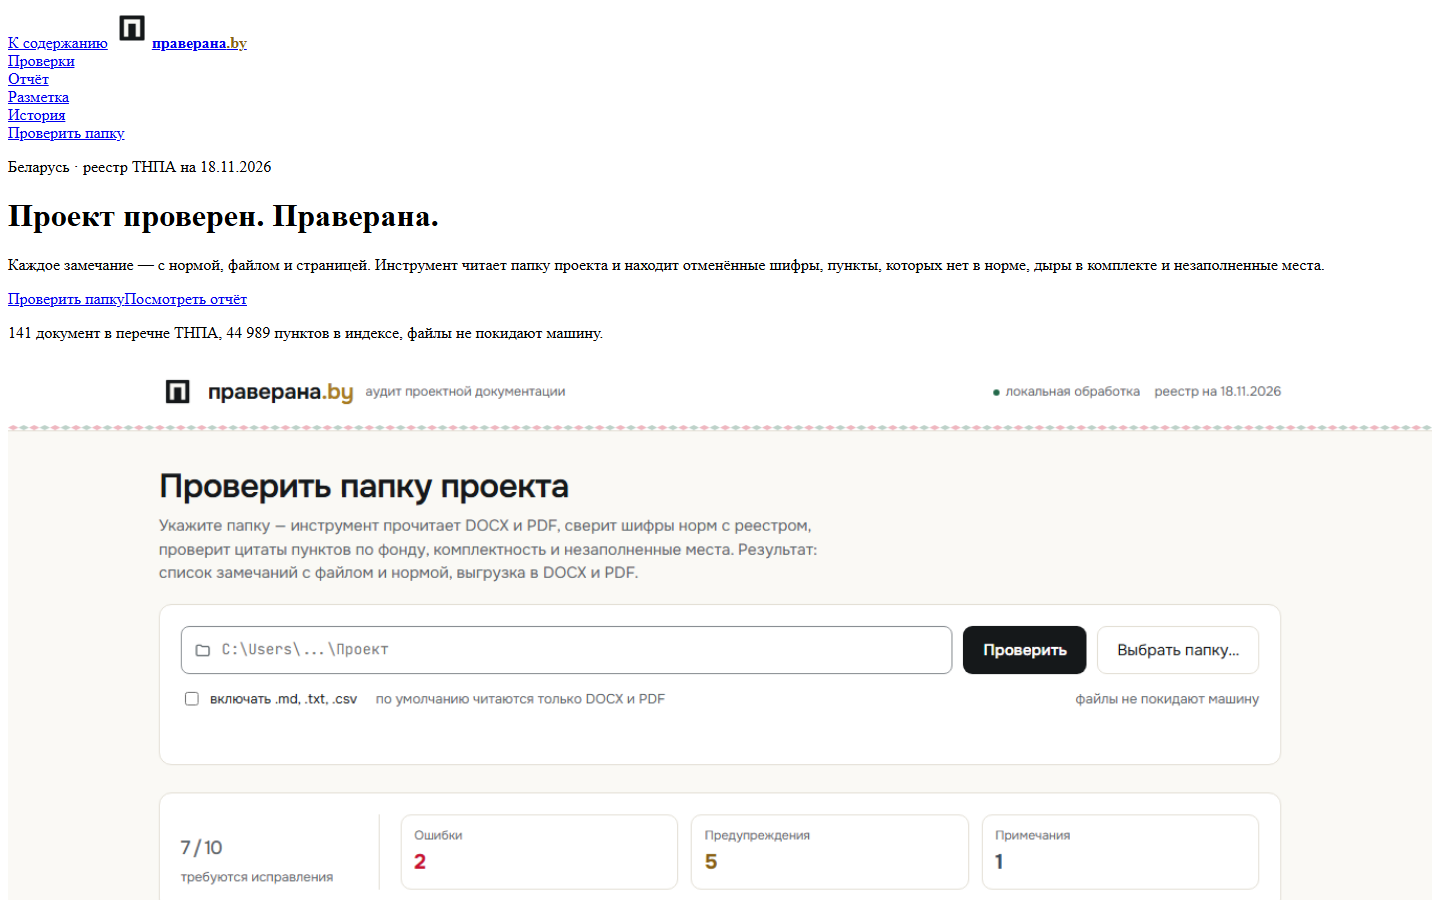 К содержанию праверана.by
Проверки
Отчёт
Разметка
История
Проверить папку
Беларусь · реестр ТНПА на 18.11.2026
Проект проверен. Праверана.
Каждое замечание — с нормой, файлом и страницей. Инструмент читает папку проекта и находит отменённые шифры, пункты, которых нет в норме, дыры в комплекте и незаполненные места.
Проверить папкуПосмотреть отчёт
141 документ в перечне ТНПА, 44 989 пунктов в индексе, файлы не покидают машину.
праверана.by аудит проектной документации локальная обработка реестр на 18.11.2026
Проверить папку проекта
Укажите папку — инструмент прочитает DOCX и PDF, сверит шифры норм с реестром,
проверит цитаты пунктов по фонду, комплектность и незаполненные места. Результат:
список замечаний с файлом и нормой, выгрузка в DOCX и PDF.
C:\Users\...\Проект Проверить Выбрать папку...
включать .md, .txt, .csv по умолчанию читаются только DOCX и PDF файлы не покидают машину
7 / 10
требуются исправления
Ошибки
2
Предупреждения
5
Примечания
1